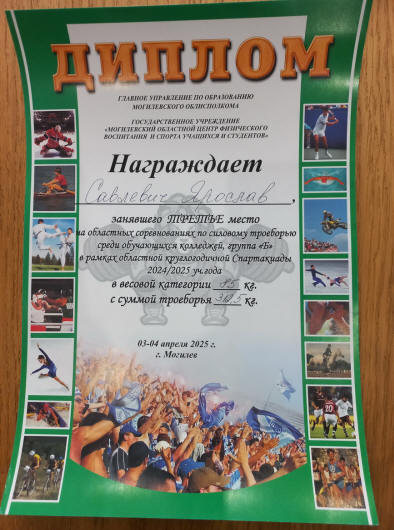 ДИПЛОМ
ГЛАВНОЕ УПРАВЛЕНИЕ ПО ОБРАЗОВАНИЮ
МОГИЛЕВСКОГО ОБЛИСПОЛКОМА
ГОСУДАРСТВЕННОЕ УЧРЕЖДЕНИЕ
«МОГИЛЕВСКИЙ ОБЛАСТНОЙ ЦЕНТР ФИЗИЧЕСКОГО
ВОСПИТАНИЯ И СПОРТА УЧАЩИХСЯ И СТУДЕНТОВ»
Награждает
Савлевич Ярослав,
занявшего ТРЕТЬЕ место
на областных соревнованиях по силовому троеборью
среди обучающихся колледжей, группа «Б»
в рамках областной круглогодичной Спартакиады
2024/2025 уч.года
в весовой категории кг.
с суммой троеборья кг.
03-04 апреля 2025 г.
г. Могилев